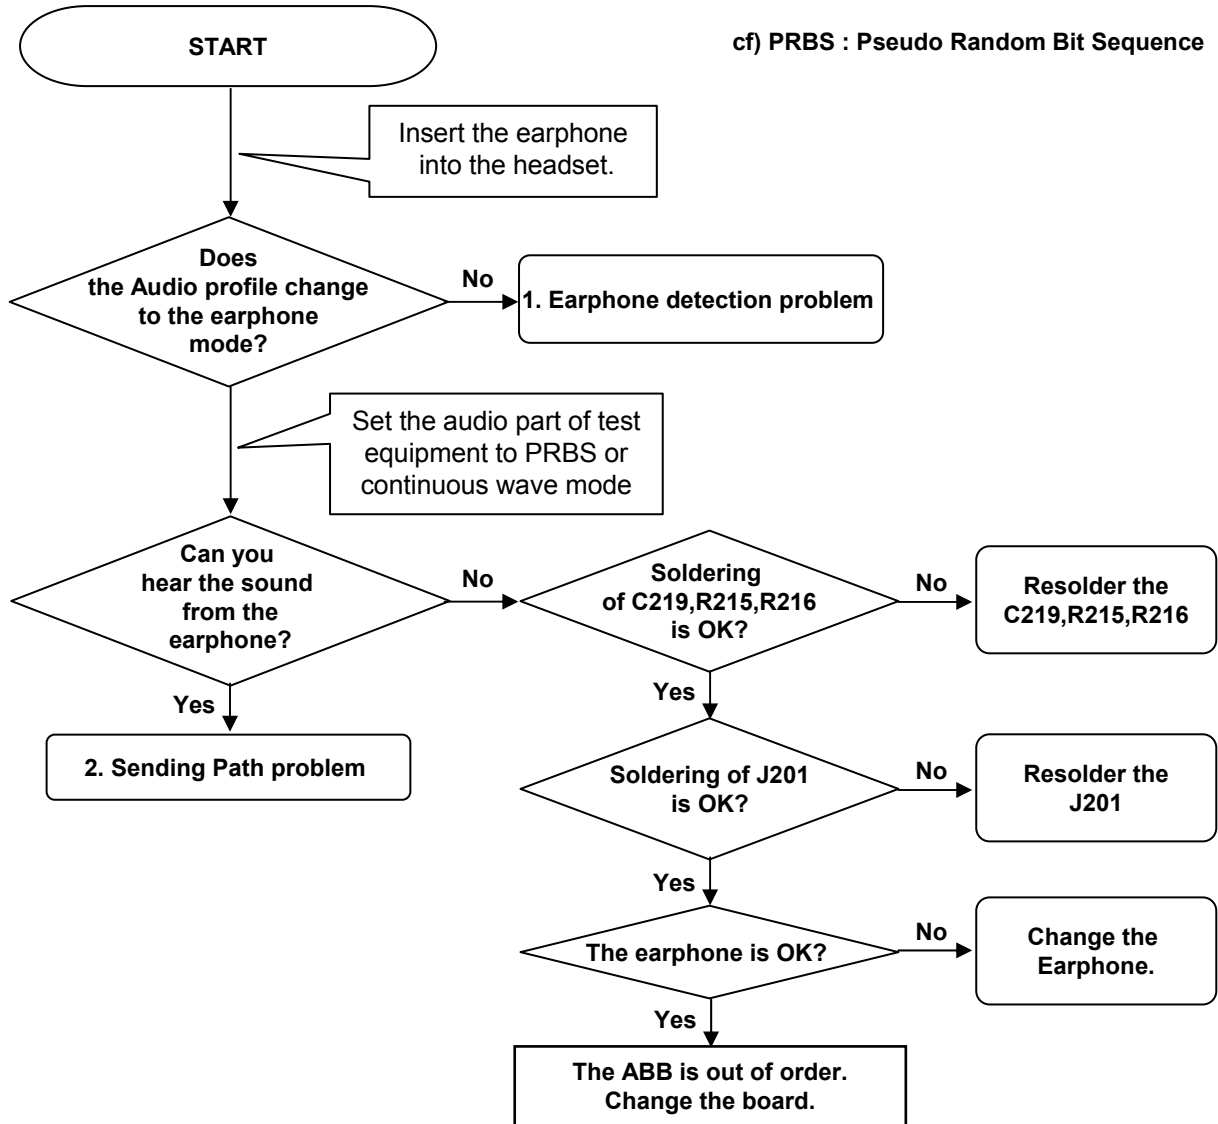 START
cf) PRBS : Pseudo Random Bit Sequence
Insert the earphone
into the headset.
Does
the Audio profile change
to the earphone
mode?
No
1. Earphone detection problem
Set the audio part of test
equipment to PRBS or
continuous wave mode
Can you
hear the sound
from the
earphone?
No
Soldering
of C219,R215,R216
is OK?
No
Resolder the
C219,R215,R216
Yes
2. Sending Path problem
Yes
Soldering of J201
is OK?
No
Resolder the
J201
Yes
The earphone is OK?
No
Change the
Earphone.
Yes
The ABB is out of order.
Change the board.